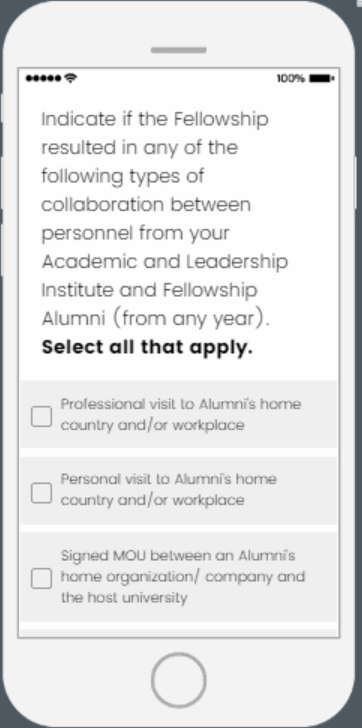 100%
Indicate if the Fellowship
resulted in any of the
following types of
collaboration between
personnel from your
Academic and Leadership
Institute and Fellowship
Alumni (from any year).
Select all that apply.
Professional visit to Alumni's home
country and/or workplace
Personal visit to Alumni's home
country and/or workplace
Signed MOU between an Alumni's
home organization/ company and
the host university